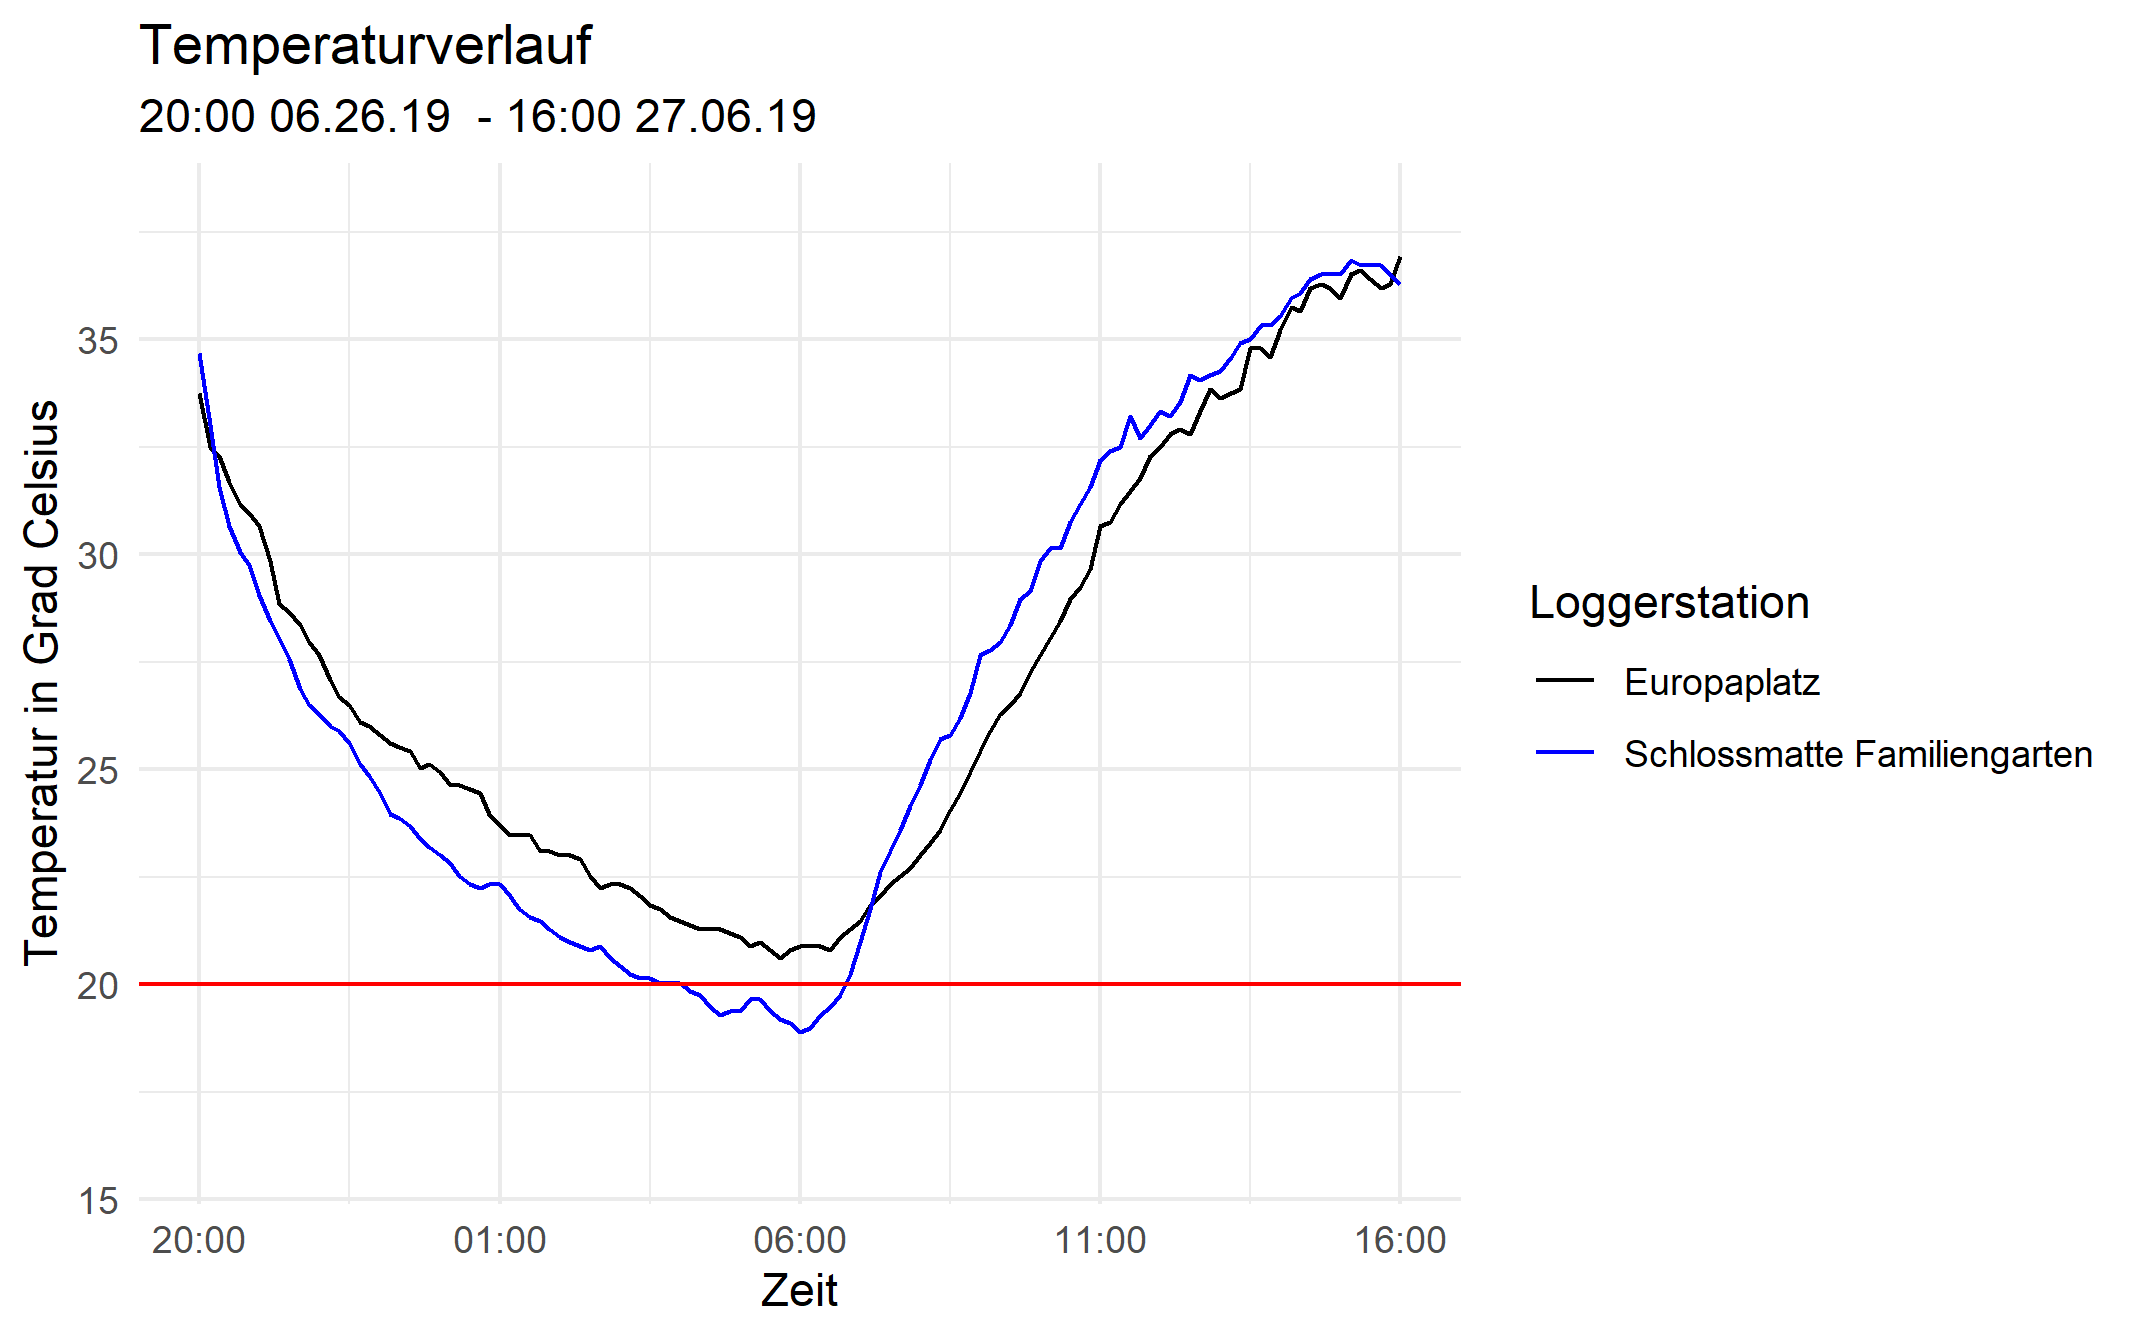 Temperaturverlauf
20:00 06.26.19  - 16:00 27.06.19
Temperatur in Grad Celsius
35
30
25
20
15
20:00 01:00 06:00 11:00 16:00
Zeit
Loggerstation
Europaplatz
Schlossmatte Familiengarten